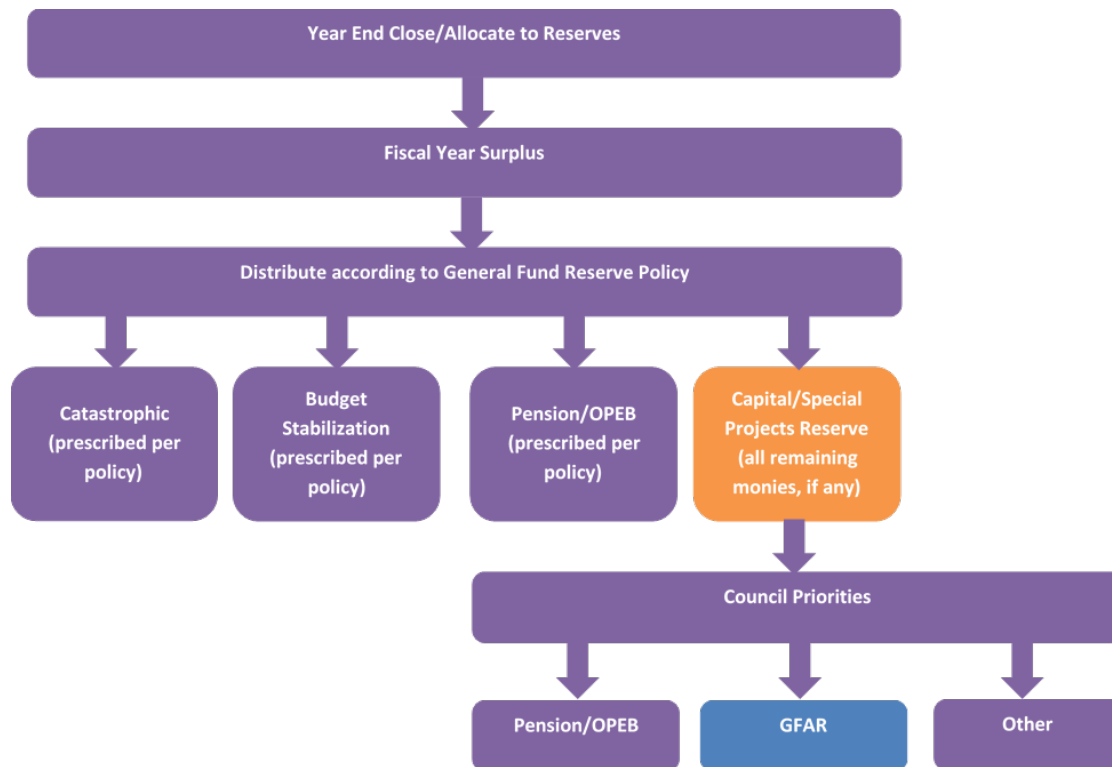 Year End Close/Allocate to Reserves
Fiscal Year Surplus
Distribute according to General Fund Reserve Policy
Catastrophic
(prescribed per
policy)
Budget
Stabilization
(prescribed per
policy)
Pension/OPEB
(prescribed per
policy)
Capital/Special
Projects Reserve
(all remaining
monies, if any)
Council Priorities
Pension/OPEB
GFAR
Other